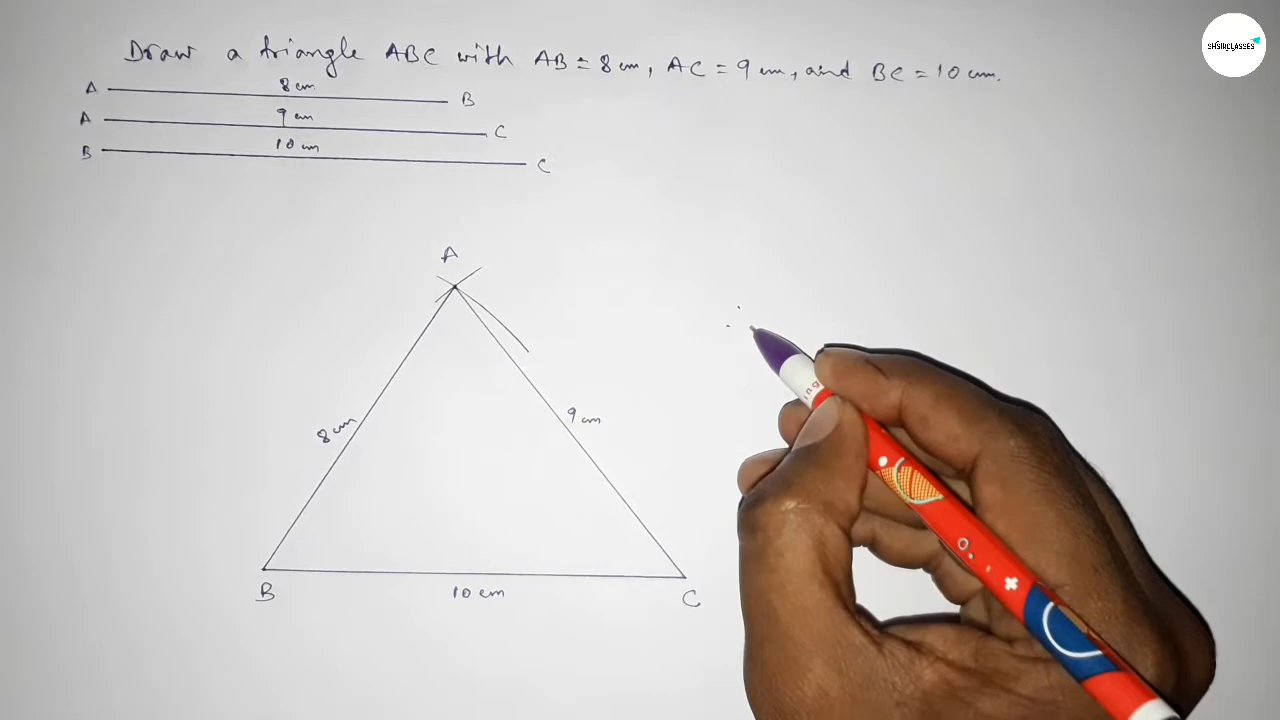 Draw a triangle ABC with AB = 8 cm, AC = 9 cm, and BC = 10 cm.
A 8 cm B
A 9 cm C
B 10 cm C
A
8 cm
9 cm
B 10 cm C
SHSIRCLASSES